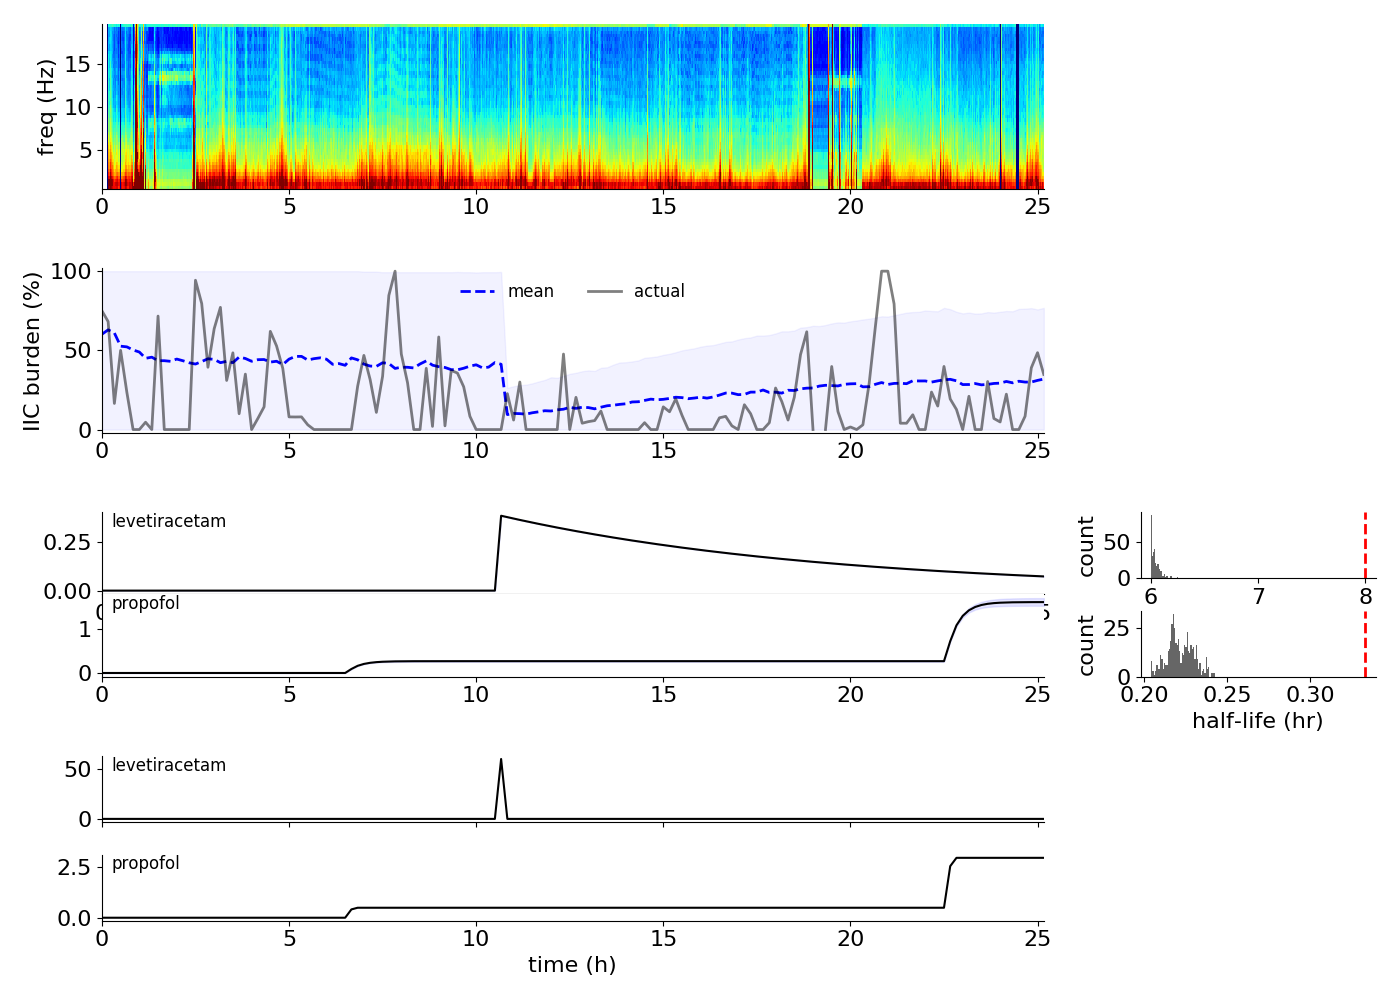 freq (Hz)
15
10
5
0 5 10 15 20 25
IIC burden (%)
100
50
0
mean actual
0 5 10 15 20 25
levetiracetam
0.25
0.00
propofol
1
0
0 5 10 15 20 25
count
50
0
6 7 8
count
25
0
0.20 0.25 0.30
half-life (hr)
levetiracetam
50
0
propofol
2.5
0.0
0 5 10 15 20 25
time (h)